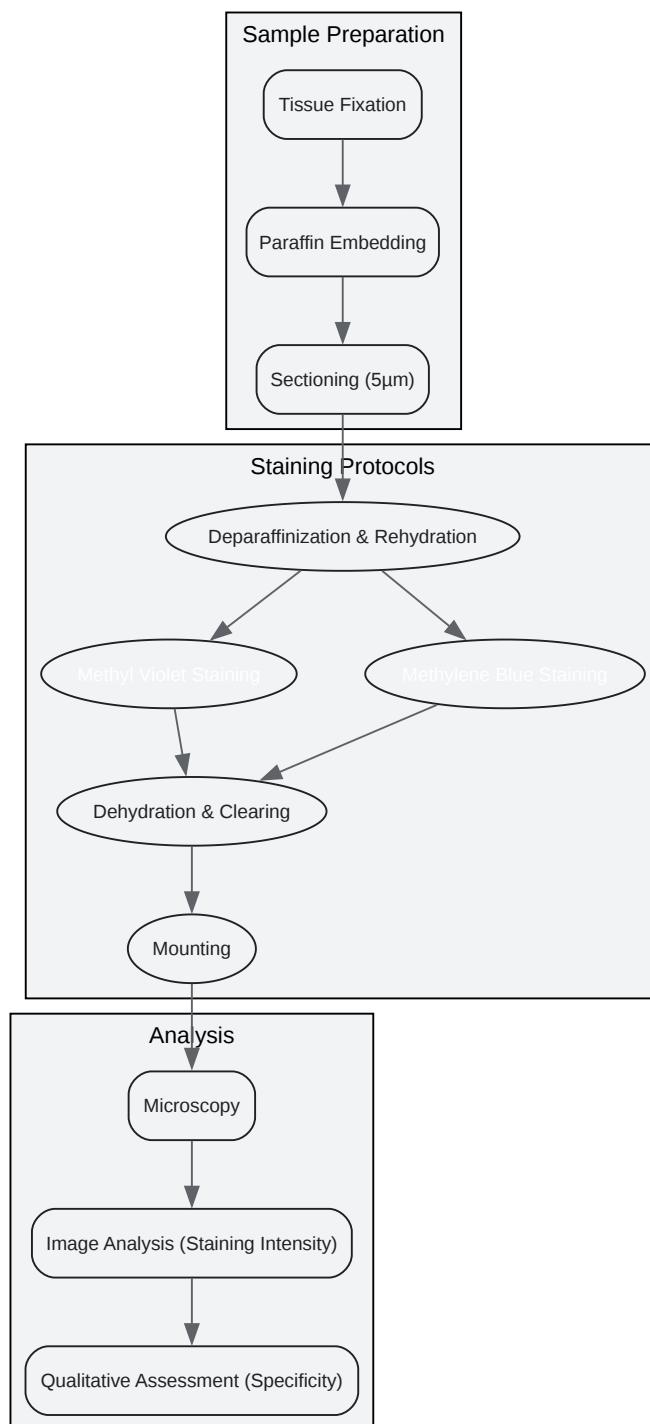 Sample Preparation
Tissue Fixation
Paraffin Embedding
Sectioning (5µm)
Staining Protocols
Deparaffinization & Rehydration
Methyl Violet Staining
Methylene Blue Staining
Dehydration & Clearing
Mounting
Analysis
Microscopy
Image Analysis (Staining Intensity)
Qualitative Assessment (Specificity)